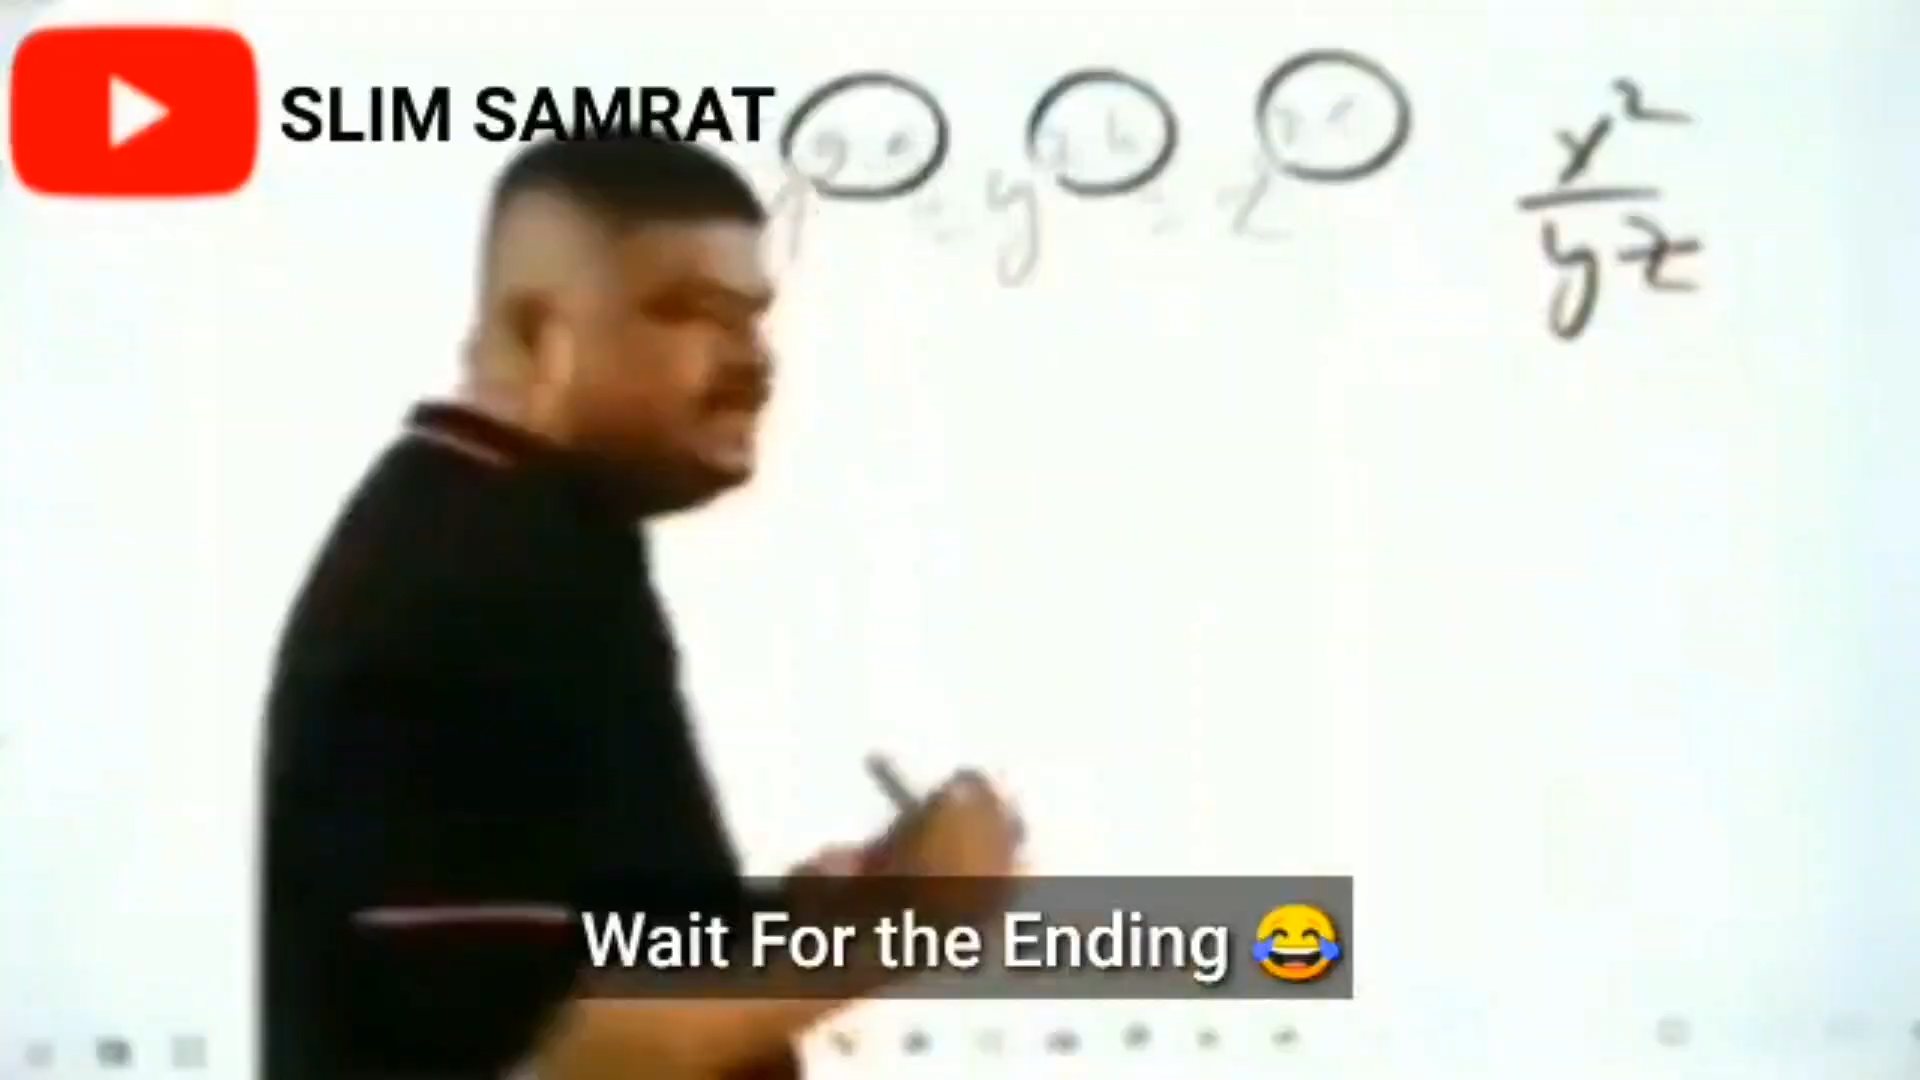 SLIM SAMRAT
y
z
x²
yz
Wait For the Ending 😂